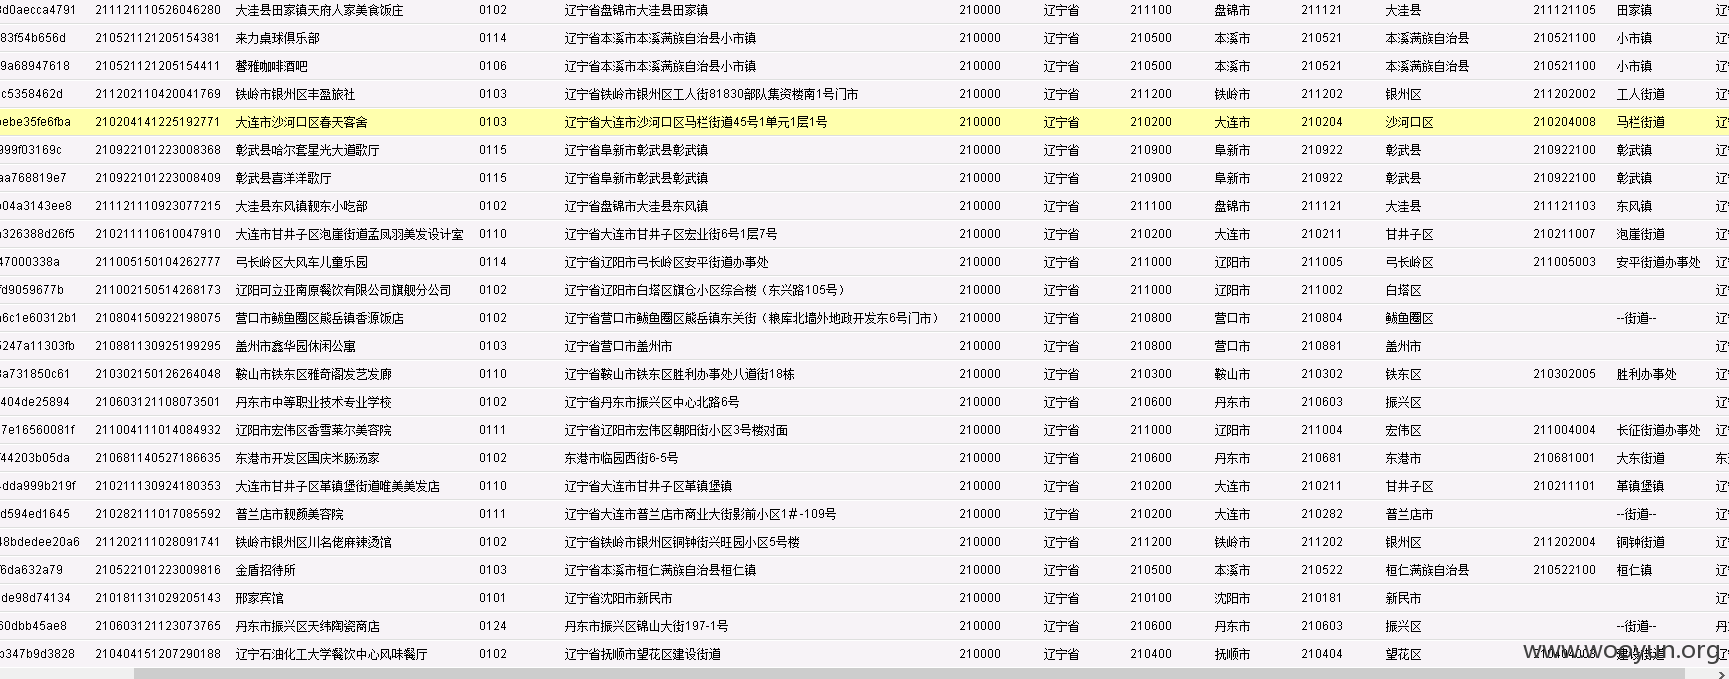 3d0aecca4791 211121110526046280 大洼县田家镇天府人家美食饭庄 0102 辽宁省盘锦市大洼县田家镇 210000 辽宁省 211100 盘锦市 211121 大洼县 211121105 田家镇 辽
83f54b656d 210521121205154381 来力桌球俱乐部 0114 辽宁省本溪市本溪满族自治县小市镇 210000 辽宁省 210500 本溪市 210521 本溪满族自治县 210521100 小市镇 辽
9a68947618 210521121205154411 馨雅咖啡酒吧 0106 辽宁省本溪市本溪满族自治县小市镇 210000 辽宁省 210500 本溪市 210521 本溪满族自治县 210521100 小市镇 辽
c5358462d 211202110420041769 铁岭市银州区丰盈旅社 0103 辽宁省铁岭市银州区工人街81830部队集资楼南1号门市 210000 辽宁省 211200 铁岭市 211202 银州区 211202002 工人街道 辽
ebe35fe6fba 210204141225192771 大连市沙河口区春天客舍 0103 辽宁省大连市沙河口区马栏街道45号1单元1层1号 210000 辽宁省 210200 大连市 210204 沙河口区 210204008 马栏街道 辽
999f03169c 210922101223008368 彰武县哈尔套星光大道歌厅 0115 辽宁省阜新市彰武县彰武镇 210000 辽宁省 210900 阜新市 210922 彰武县 210922100 彰武镇 辽
aa768819e7 210922101223008409 彰武县喜洋洋歌厅 0115 辽宁省阜新市彰武县彰武镇 210000 辽宁省 210900 阜新市 210922 彰武县 210922100 彰武镇 辽
04a3143ee8 211121110923077215 大洼县东风镇靓东小吃部 0102 辽宁省盘锦市大洼县东风镇 210000 辽宁省 211100 盘锦市 211121 大洼县 211121103 东风镇 辽
326388d26f5 210211110610047910 大连市甘井子区泡崖街道孟凤羽美发设计室 0110 辽宁省大连市甘井子区宏业街6号1层7号 210000 辽宁省 210200 大连市 210211 甘井子区 210211007 泡崖街道 辽
47000338a 211005150104262777 弓长岭区大风车儿童乐园 0114 辽宁省辽阳市弓长岭区安平街道办事处 210000 辽宁省 211000 辽阳市 211005 弓长岭区 211005003 安平街道办事处 辽
fd9059677b 211002150514268173 辽阳可立亚南原餐饮有限公司旗舰分公司 0102 辽宁省辽阳市白塔区旗仓小区综合楼（东兴路105号） 210000 辽宁省 211000 辽阳市 211002 白塔区 辽
6c1e60312b1 210804150922198075 营口市鲅鱼圈区熊岳镇香源饭店 0102 辽宁省营口市鲅鱼圈区熊岳镇东关街（粮库北墙外地政开发东6号门市） 210000 辽宁省 210800 营口市 210804 鲅鱼圈区 --街道-- 辽
5247a11303fb 210881130925199295 盖州市鑫华园休闲公寓 0103 辽宁省营口市盖州市 210000 辽宁省 210800 营口市 210881 盖州市 辽
3a731850c61 210302150126264048 鞍山市铁东区雅奇阁发艺发廊 0110 辽宁省鞍山市铁东区胜利办事处八道街18栋 210000 辽宁省 210300 鞍山市 210302 铁东区 210302005 胜利办事处 辽
404de25894 210603121108073501 丹东市中等职业技术专业学校 0102 辽宁省丹东市振兴区中心北路6号 210000 辽宁省 210600 丹东市 210603 振兴区 辽
7e16560081f 211004111014084932 辽阳市宏伟区香雪莱尔美容院 0111 辽宁省辽阳市宏伟区朝阳街小区3号楼对面 210000 辽宁省 211000 辽阳市 211004 宏伟区 211004004 长征街道办事处 辽
44203b05da 210681140527186635 东港市开发区国庆米肠汤家 0102 东港市临园西街6-5号 210000 辽宁省 210600 丹东市 210681 东港市 210681001 大东街道 东
dda999b219f 210211130924180353 大连市甘井子区革镇堡街道唯美美发店 0110 辽宁省大连市甘井子区革镇堡镇 210000 辽宁省 210200 大连市 210211 甘井子区 210211101 革镇堡镇 辽
d594ed1645 210282111017085592 普兰店市靓颜美容院 0111 辽宁省大连市普兰店市商业大街影前小区1#-109号 210000 辽宁省 210200 大连市 210282 普兰店市 --街道-- 辽
48bdedee20a6 211202111028091741 铁岭市银州区川名佬麻辣烫馆 0102 辽宁省铁岭市银州区铜钟街兴旺园小区5号楼 210000 辽宁省 211200 铁岭市 211202 银州区 211202004 铜钟街道 辽
6da632a79 210522101223009816 金盾招待所 0103 辽宁省本溪市桓仁满族自治县桓仁镇 210000 辽宁省 210500 本溪市 210522 桓仁满族自治县 210522100 桓仁镇 辽
de98d74134 210181131029205143 邢家宾馆 0101 辽宁省沈阳市新民市 210000 辽宁省 210100 沈阳市 210181 新民市 辽
60dbb45ae8 210603121123073765 丹东市振兴区天纬陶瓷商店 0124 丹东市振兴区锦山大街197-1号 210000 辽宁省 210600 丹东市 210603 振兴区 --街道-- 丹
b347b9d3828 210404151207290188 辽宁石油化工大学餐饮中心风味餐厅 0102 辽宁省抚顺市望花区建设街道 210000 辽宁省 210400 抚顺市 210404 望花区 210404003 建设街道 辽
www.wooyun.org